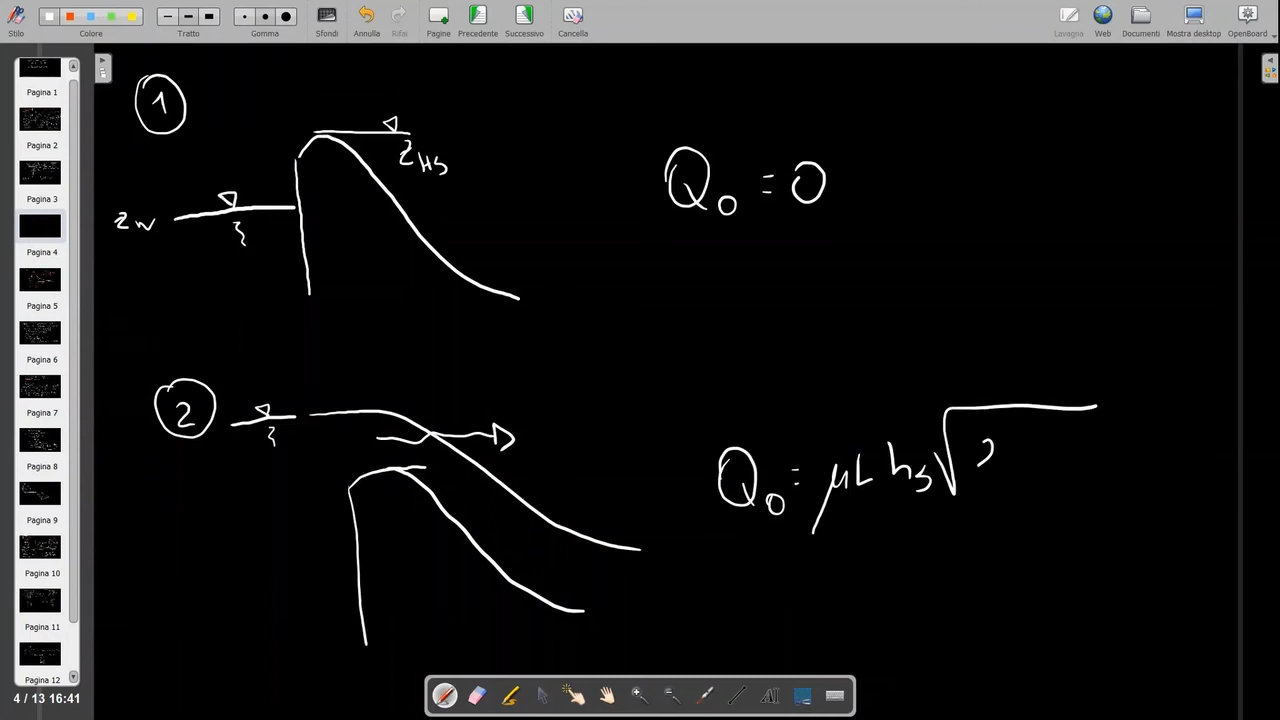 Stilo
Colore
Tratto
Gomma
Sfondi
Annulla
Rifai
Pagine
Precedente
Successivo
Cancella
Lavagna
Web
Documenti
Mostra desktop
OpenBoard
Pagina 1
Pagina 2
Pagina 3
Pagina 4
Pagina 5
Pagina 6
Pagina 7
Pagina 8
Pagina 9
Pagina 10
Pagina 11
Pagina 12
4 / 13 16:41
1
z_HS
z_w
Q_0 = 0
2
Q_0 = μL h_s √
AI